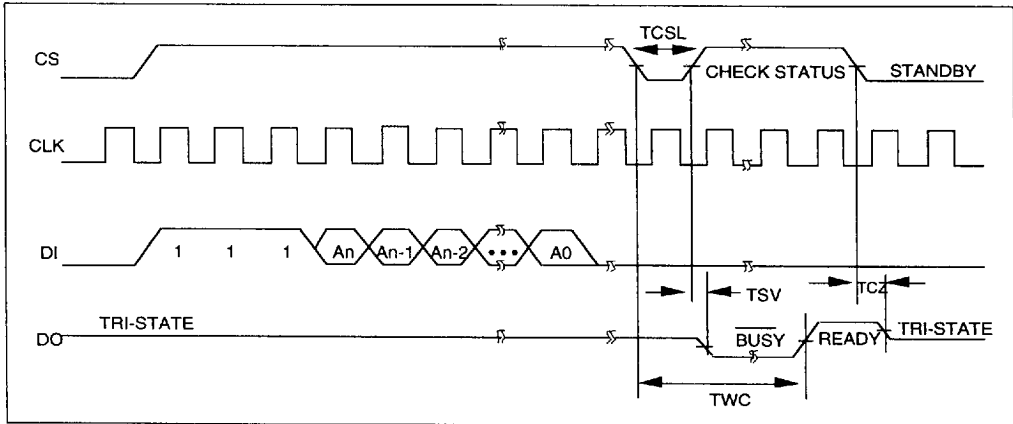 TCSL
CS
CHECK STATUS
STANDBY
CLK
DI
1 1 1 An An-1 An-2 ••• A0
TSV
TCZ
TRI-STATE
DO
BUSY
READY
TRI-STATE
TWC